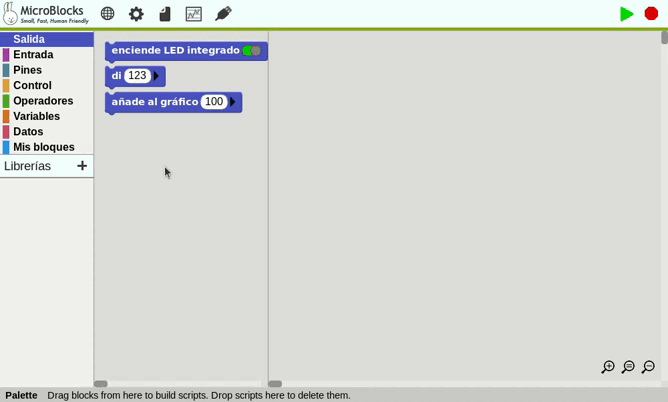 MicroBlocks
Small, Fast, Human Friendly
Salida
Entrada
Pines
Control
Operadores
Variables
Datos
Mis bloques
Librerías +
enciende LED integrado
di 123
añade al gráfico 100
Palette Drag blocks from here to build scripts. Drop scripts here to delete them.